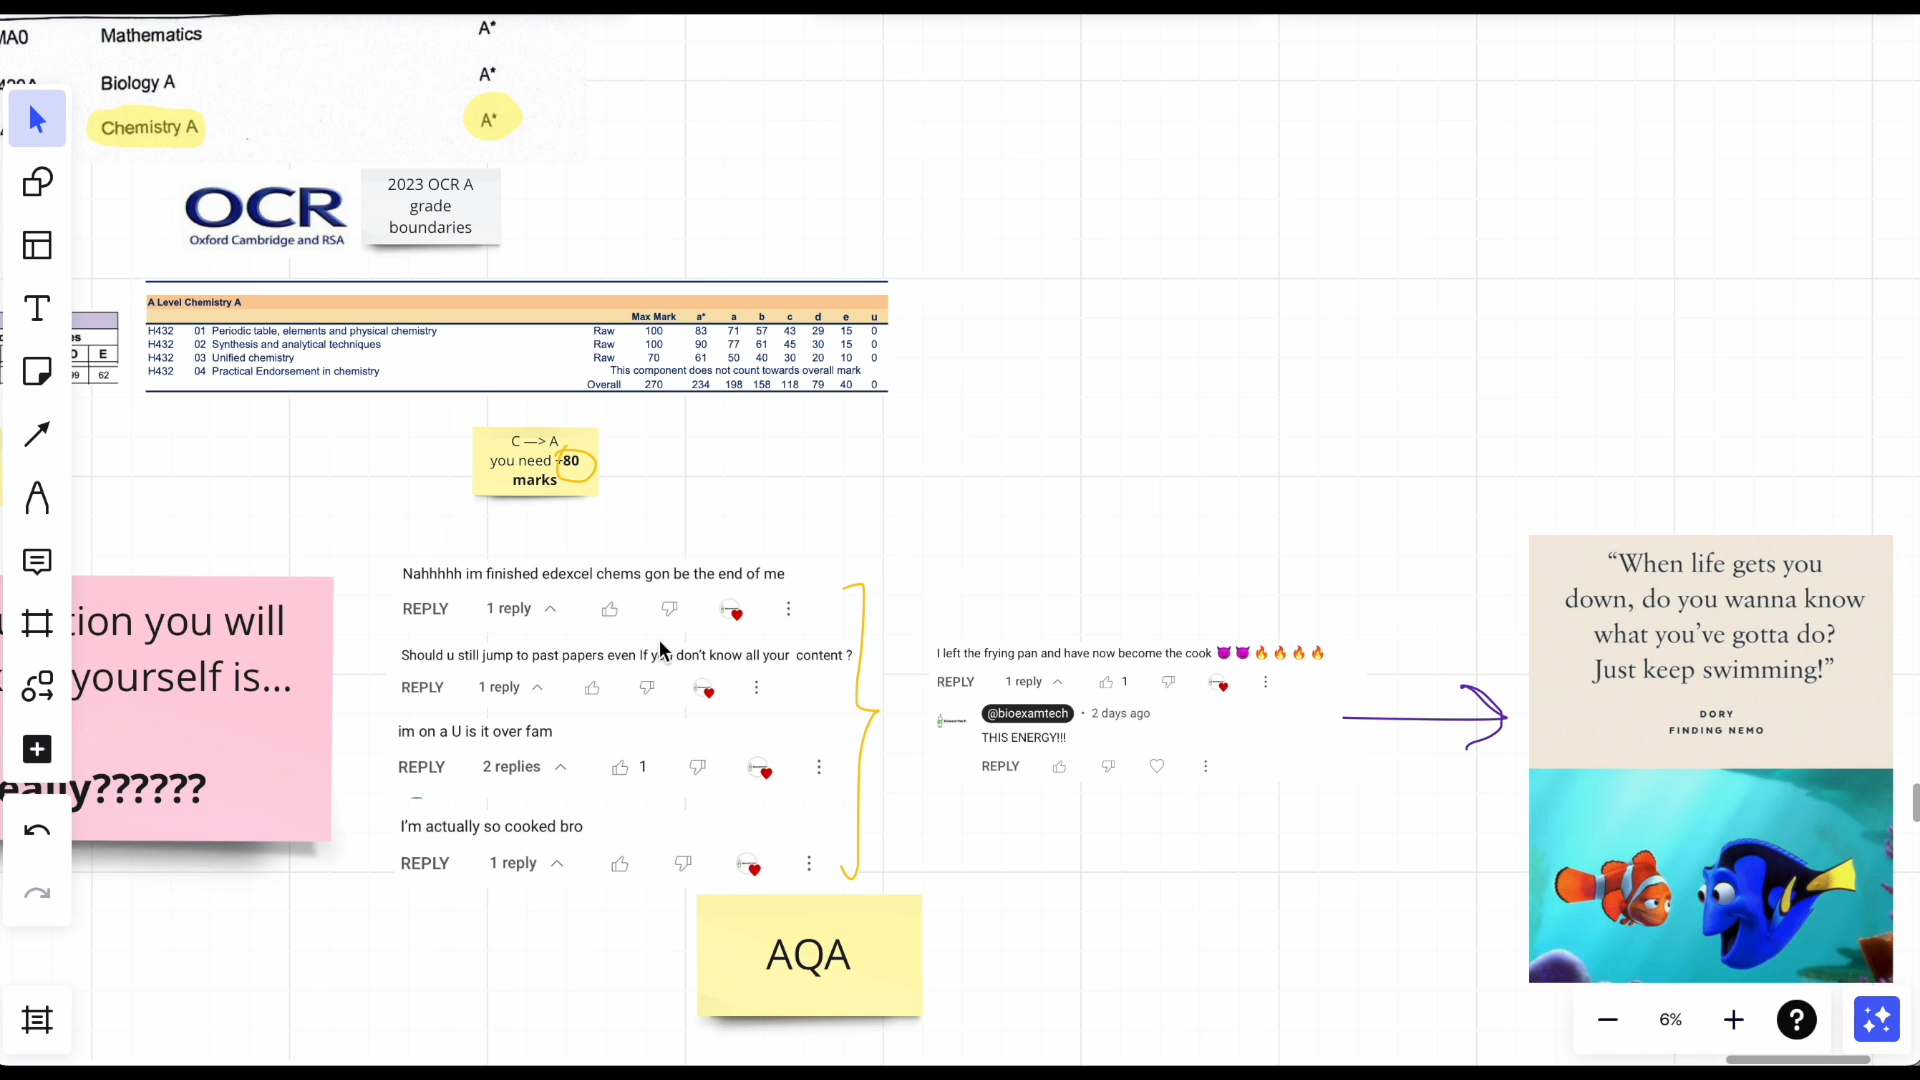 MA0 Mathematics A*
Biology A A*
Chemistry A A*
OCR
Oxford Cambridge and RSA
2023 OCR A
grade
boundaries
A Level Chemistry A
Max Mark a* a b c d e u
H432 01 Periodic table, elements and physical chemistry Raw 100 83 71 57 43 29 15 0
H432 02 Synthesis and analytical techniques Raw 100 90 77 61 45 30 15 0
H432 03 Unified chemistry Raw 70 61 50 40 30 20 10 0
H432 04 Practical Endorsement in chemistry This component does not count towards overall mark
Overall 270 234 198 158 118 79 40 0
es
D E
99 62
C —> A
you need +80
marks
tion you will
yourself is...
eally??????
Nahhhhh im finished edexcel chems gon be the end of me
REPLY 1 reply
Should u still jump to past papers even If you don't know all your content ?
REPLY 1 reply
im on a U is it over fam
REPLY 2 replies 1
I'm actually so cooked bro
REPLY 1 reply
AQA
I left the frying pan and have now become the cook 😈 😈 🔥 🔥 🔥 🔥
REPLY 1 reply 1
@bioexamtech · 2 days ago
THIS ENERGY!!!
REPLY
“When life gets you
down, do you wanna know
what you’ve gotta do?
Just keep swimming!”
DORY
FINDING NEMO
6%